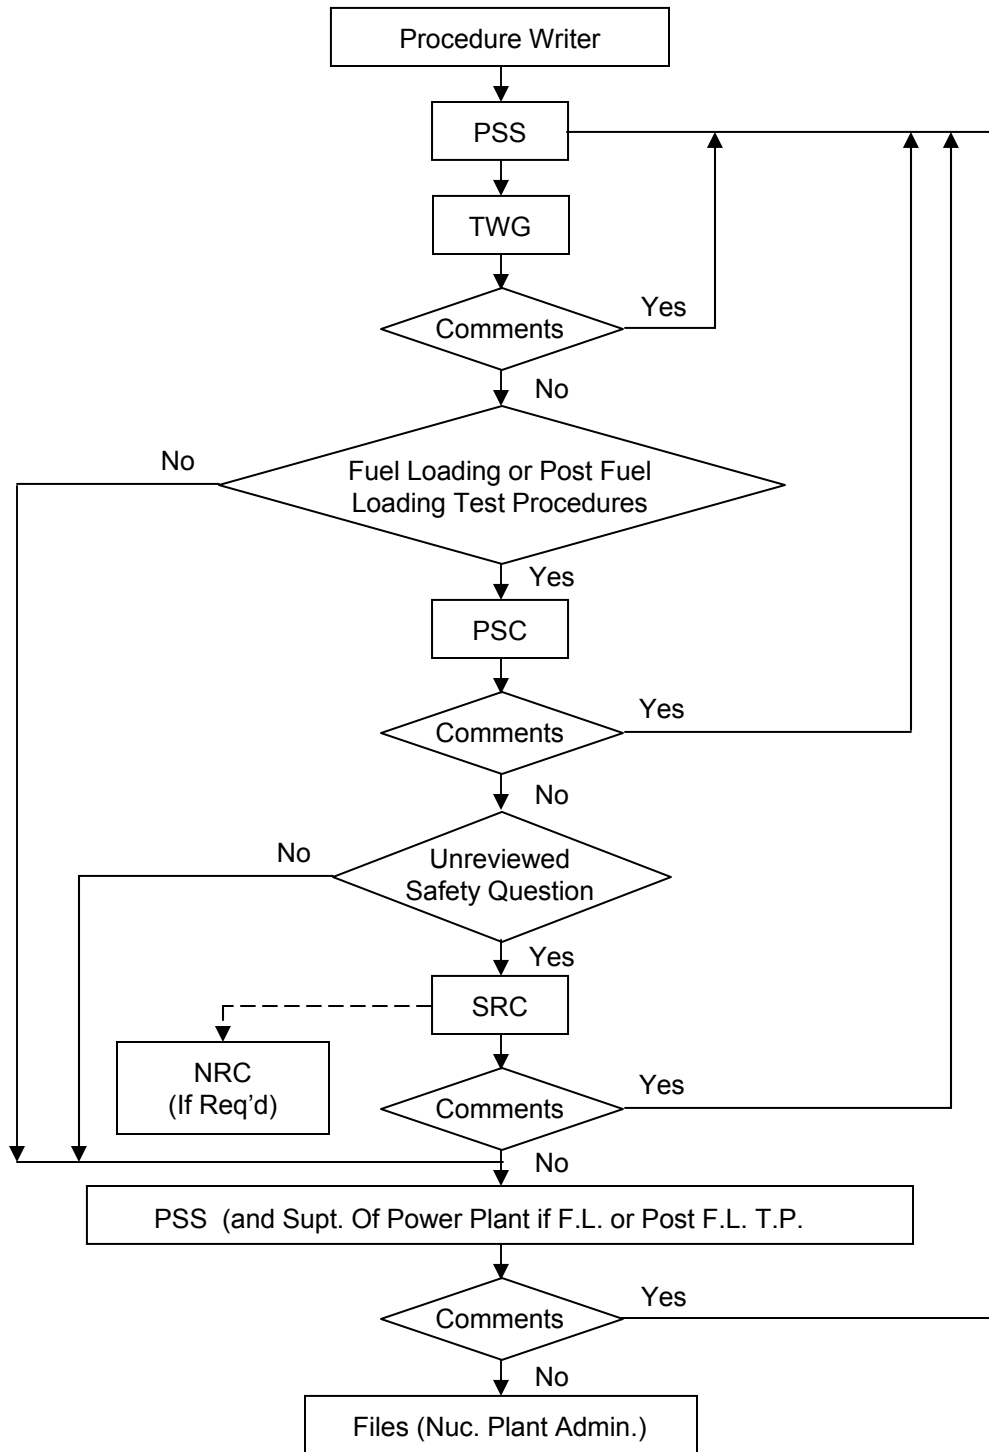 Procedure Writer
PSS
TWG
Comments
Yes
No
No
Fuel Loading or Post Fuel
Loading Test Procedures
Yes
PSC
Comments
Yes
No
No
Unreviewed
Safety Question
Yes
SRC
NRC
(If Req'd)
Comments
Yes
No
PSS  (and Supt. Of Power Plant if F.L. or Post F.L. T.P.
Comments
Yes
No
Files (Nuc. Plant Admin.)